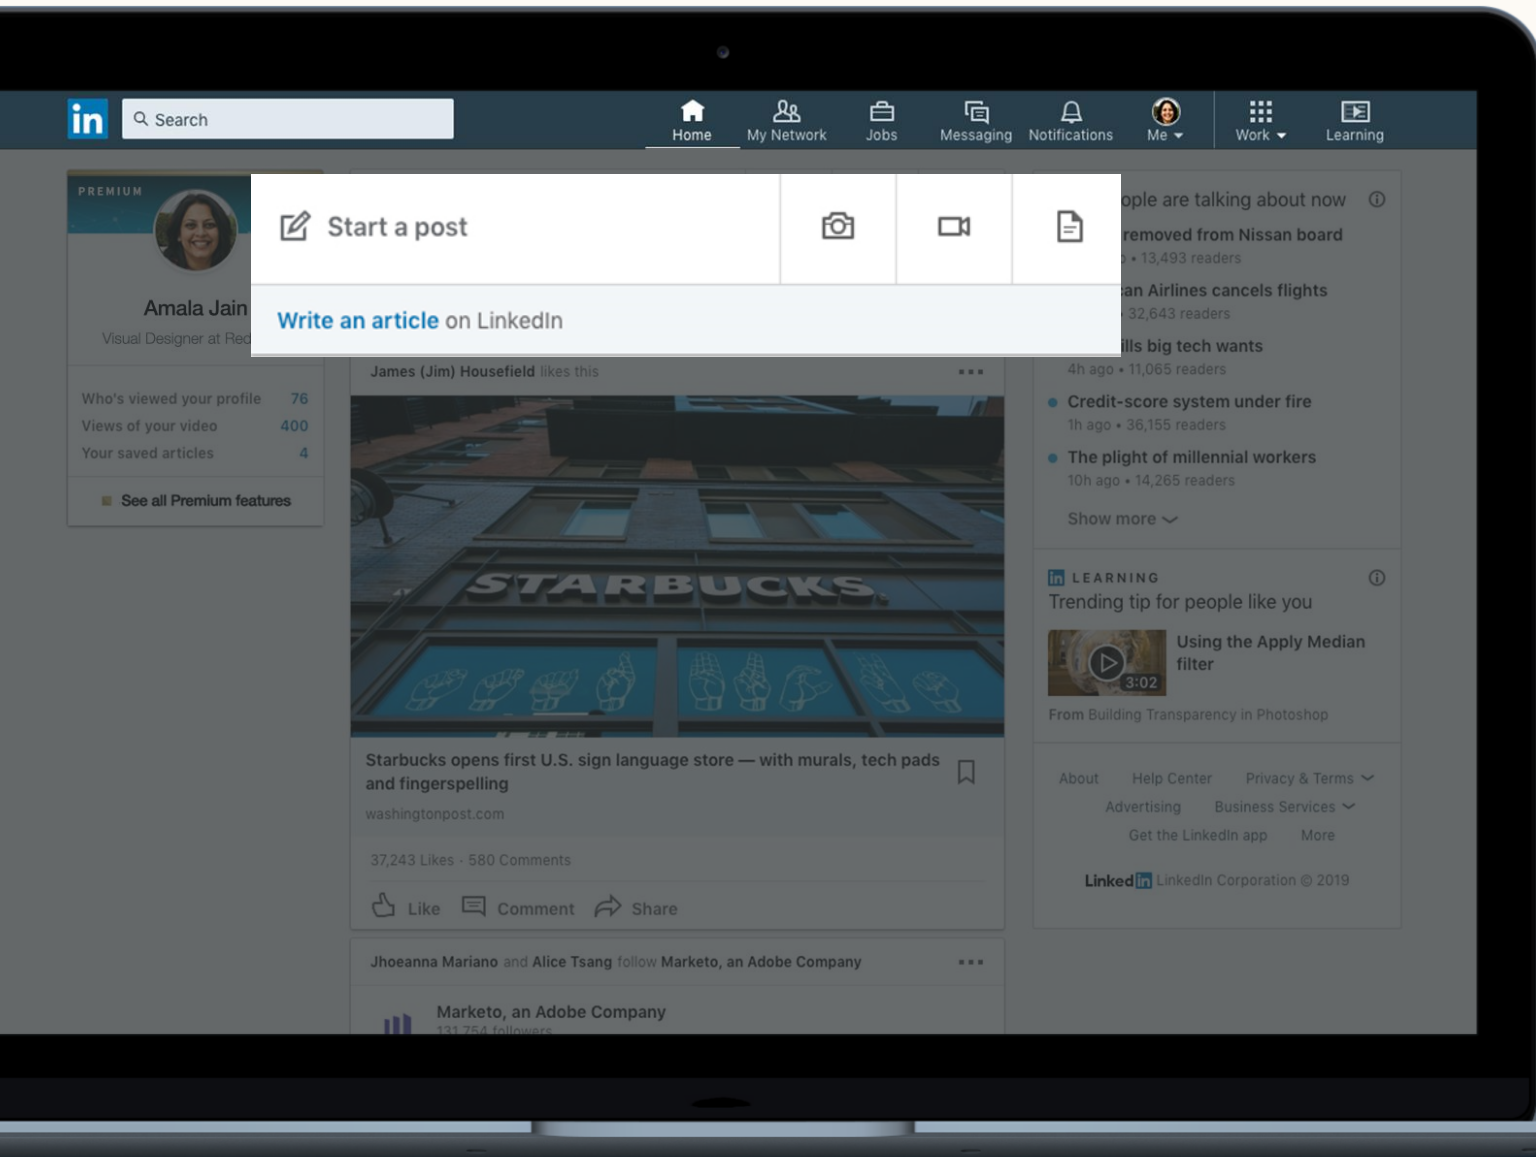 in
Search
Home
My Network
Jobs
Messaging
Notifications
Me
Work
Learning
PREMIUM
Amala Jain
Visual Designer at
Who's viewed your profile 76
Views of your video 400
Your saved articles 4
See all Premium features
Start a post
Write an article on LinkedIn
James (Jim) Housefield likes this
STARBUCKS
Starbucks opens first U.S. sign language store — with murals, tech pads
and fingerspelling
washingtonpost.com
37,243 Likes · 580 Comments
Like
Comment
Share
Jhoeanna Mariano and Alice Tsang follow Marketo, an Adobe Company
Marketo, an Adobe Company
131,754 followers
are talking about now
removed from Nissan board
• 13,493 readers
Airlines cancels flights
• 32,643 readers
big tech wants
4h ago • 11,065 readers
Credit-score system under fire
1h ago • 36,155 readers
The plight of millennial workers
10h ago • 14,265 readers
Show more
in LEARNING
Trending tip for people like you
3:02
Using the Apply Median
filter
From Building Transparency in Photoshop
About Help Center Privacy & Terms
Advertising Business Services
Get the LinkedIn app More
Linked in LinkedIn Corporation © 2019